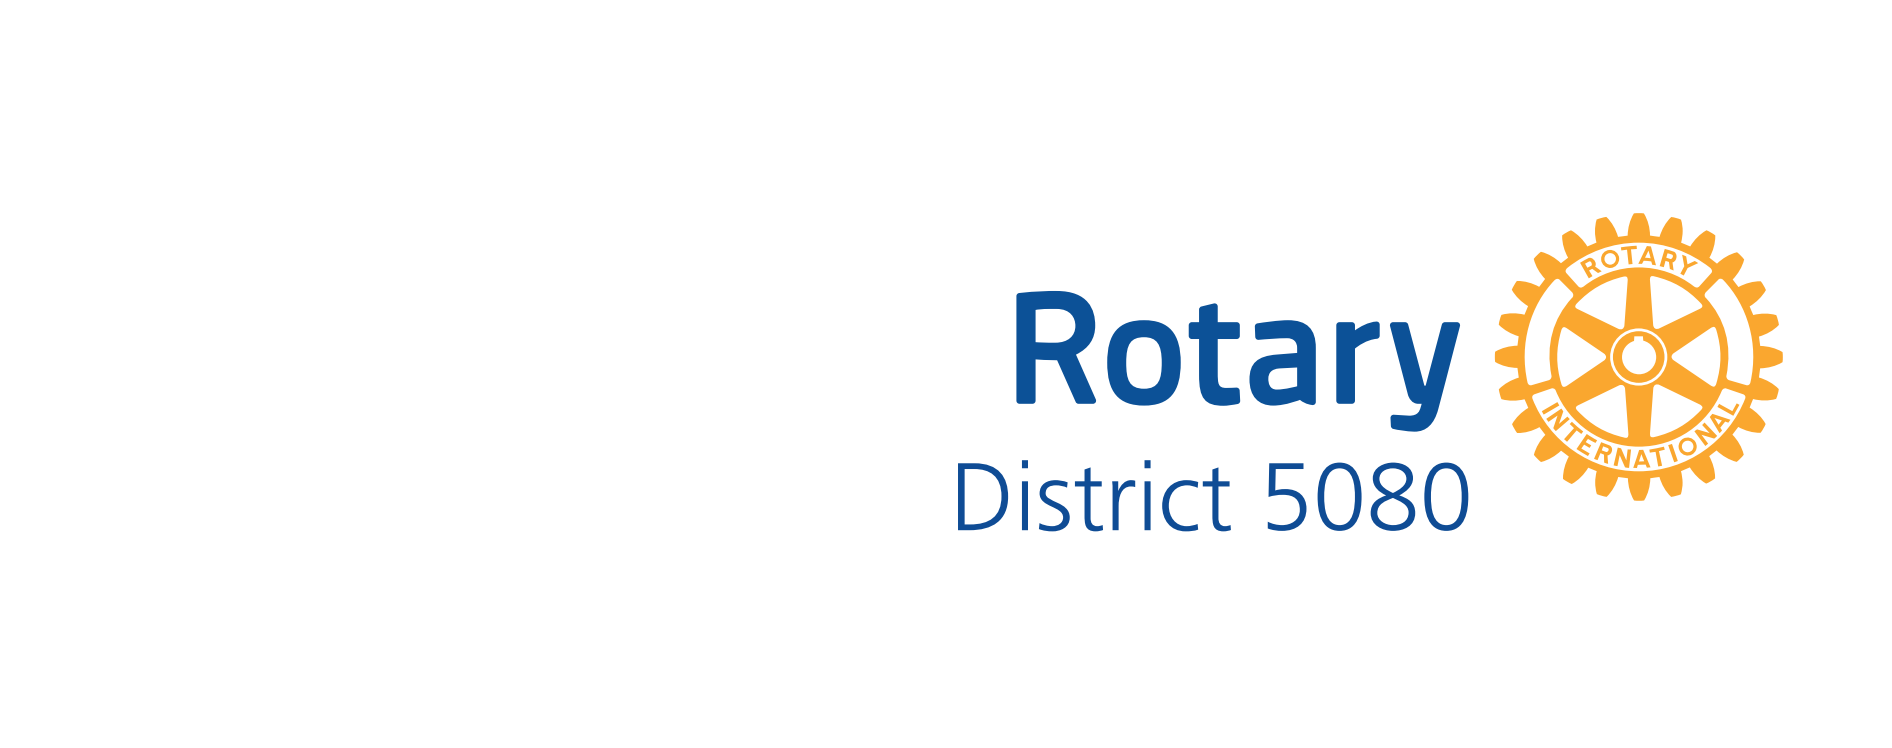 Rotary
District 5080
ROTARY
INTERNATIONAL